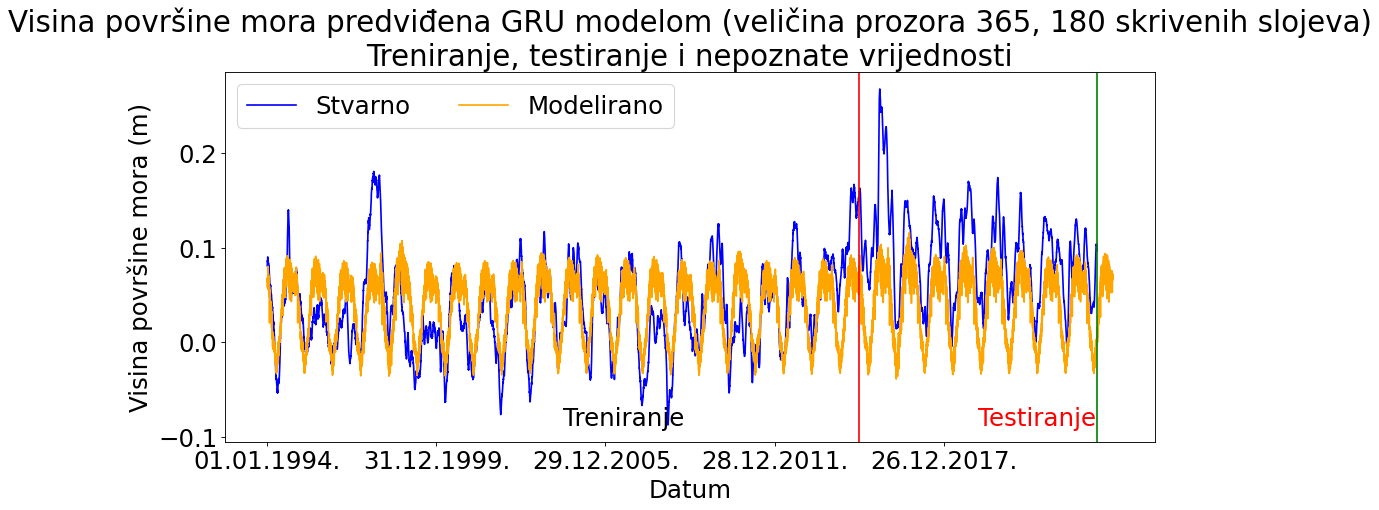 Visina površine mora predviđena GRU modelom (veličina prozora 365, 180 skrivenih slojeva)
Treniranje, testiranje i nepoznate vrijednosti
Stvarno
Modelirano
Visina površine mora (m)
0.2
0.1
0.0
−0.1
Treniranje
Testiranje
01.01.1994.
31.12.1999.
29.12.2005.
28.12.2011.
26.12.2017.
Datum